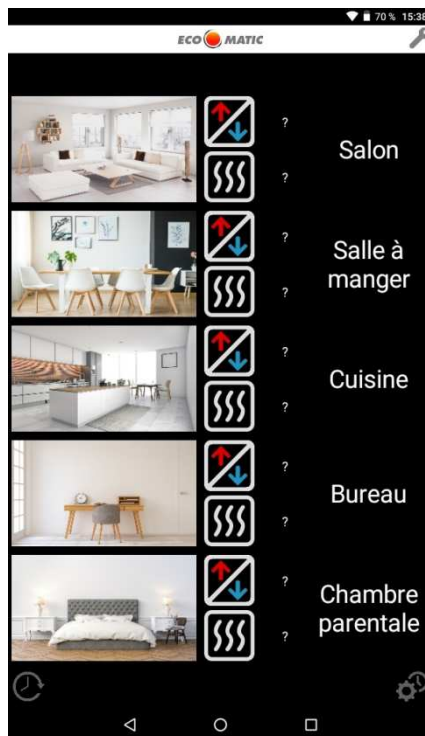 70 % 15:38
ECO MATIC
?
Salon
?
?
Salle à
manger
?
?
Cuisine
?
?
Bureau
?
?
Chambre
parentale
?